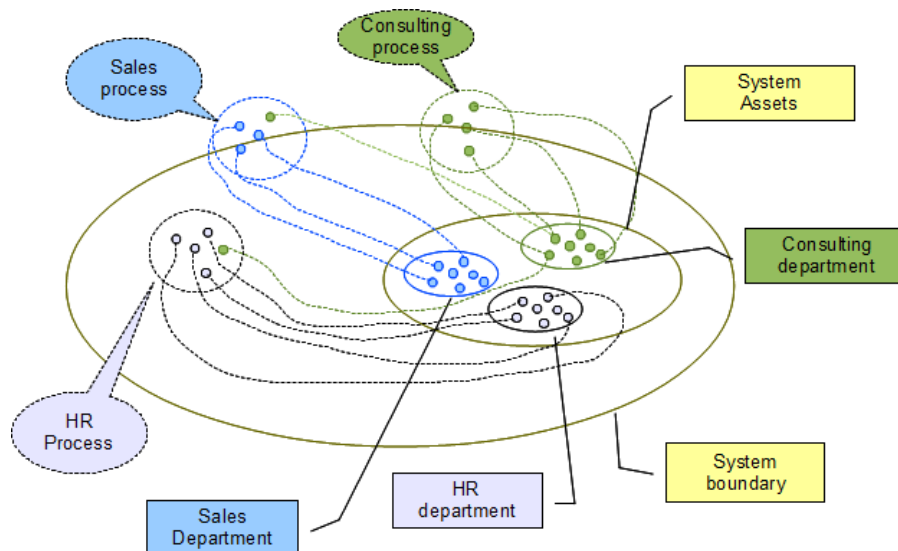 Consulting
process
Sales
process
System
Assets
Consulting
department
HR
Process
System
boundary
HR
department
Sales
Department